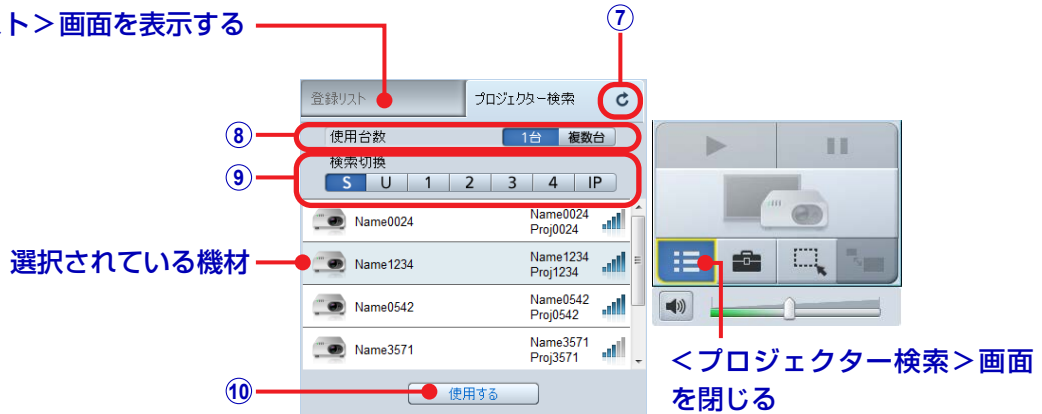 スト＞画面を表示する
⑦
登録リスト
プロジェクター検索
⑧
使用台数
1台
複数台
⑨
検索切換
S U 1 2 3 4 IP
Name0024
Name0024
Proj0024
選択されている機材
Name1234
Name1234
Proj1234
Name0542
Name0542
Proj0542
Name3571
Name3571
Proj3571
⑩
使用する
＜プロジェクター検索＞画面
を閉じる